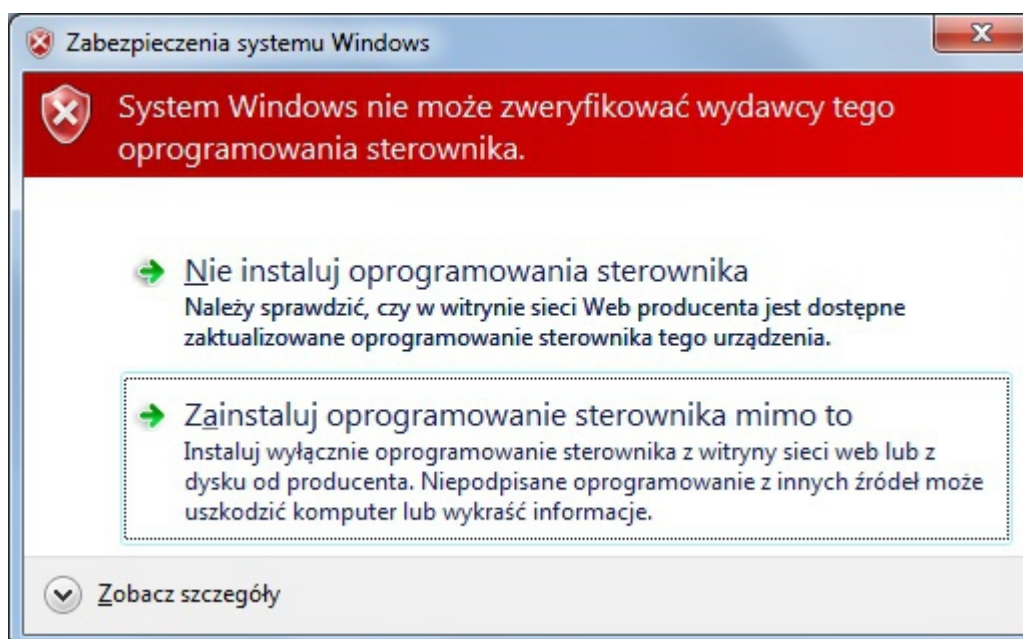 Zabezpieczenia systemu Windows
System Windows nie może zweryfikować wydawcy tego
oprogramowania sterownika.
Nie instaluj oprogramowania sterownika
Należy sprawdzić, czy w witrynie sieci Web producenta jest dostępne
zaktualizowane oprogramowanie sterownika tego urządzenia.
Zainstaluj oprogramowanie sterownika mimo to
Instaluj wyłącznie oprogramowanie sterownika z witryny sieci web lub z
dysku od producenta. Niepodpisane oprogramowanie z innych źródeł może
uszkodzić komputer lub wykraść informacje.
Zobacz szczegóły